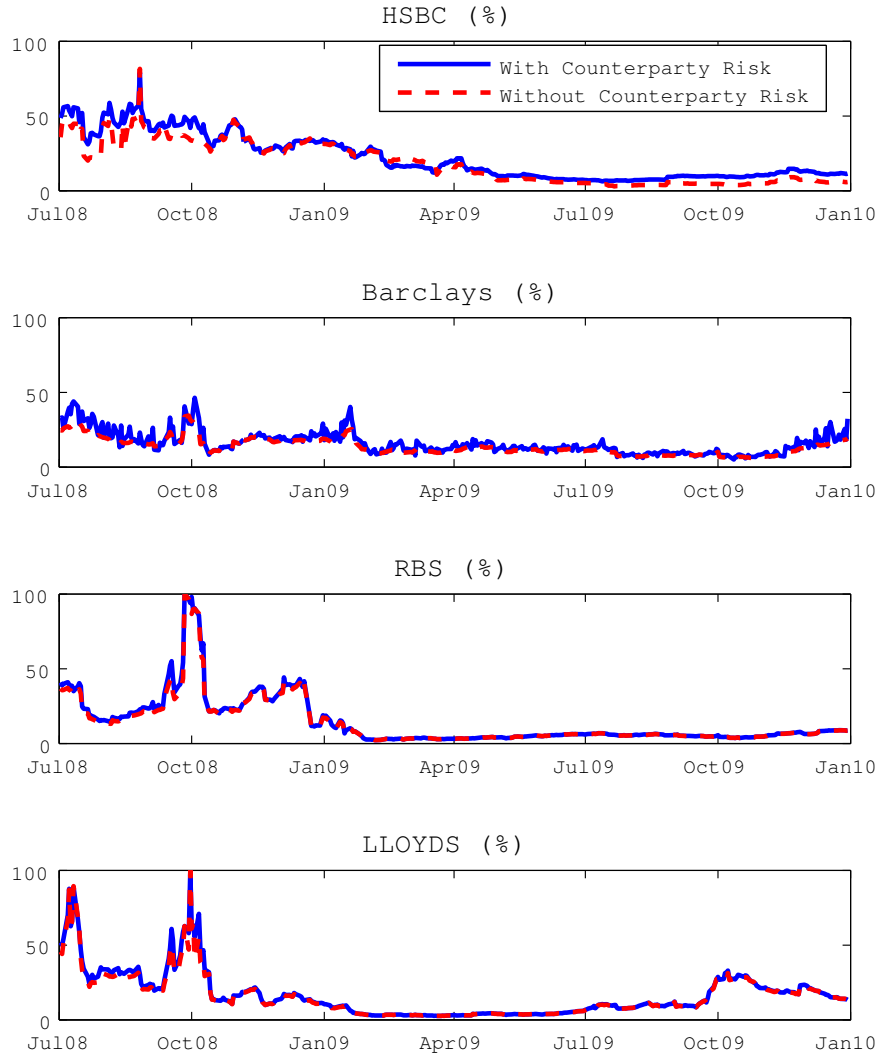 HSBC (%)
100
With Counterparty Risk
Without Counterparty Risk
50
0
Jul08 Oct08 Jan09 Apr09 Jul09 Oct09 Jan10
Barclays (%)
100
50
0
Jul08 Oct08 Jan09 Apr09 Jul09 Oct09 Jan10
RBS (%)
100
50
0
Jul08 Oct08 Jan09 Apr09 Jul09 Oct09 Jan10
LLOYDS (%)
100
50
0
Jul08 Oct08 Jan09 Apr09 Jul09 Oct09 Jan10